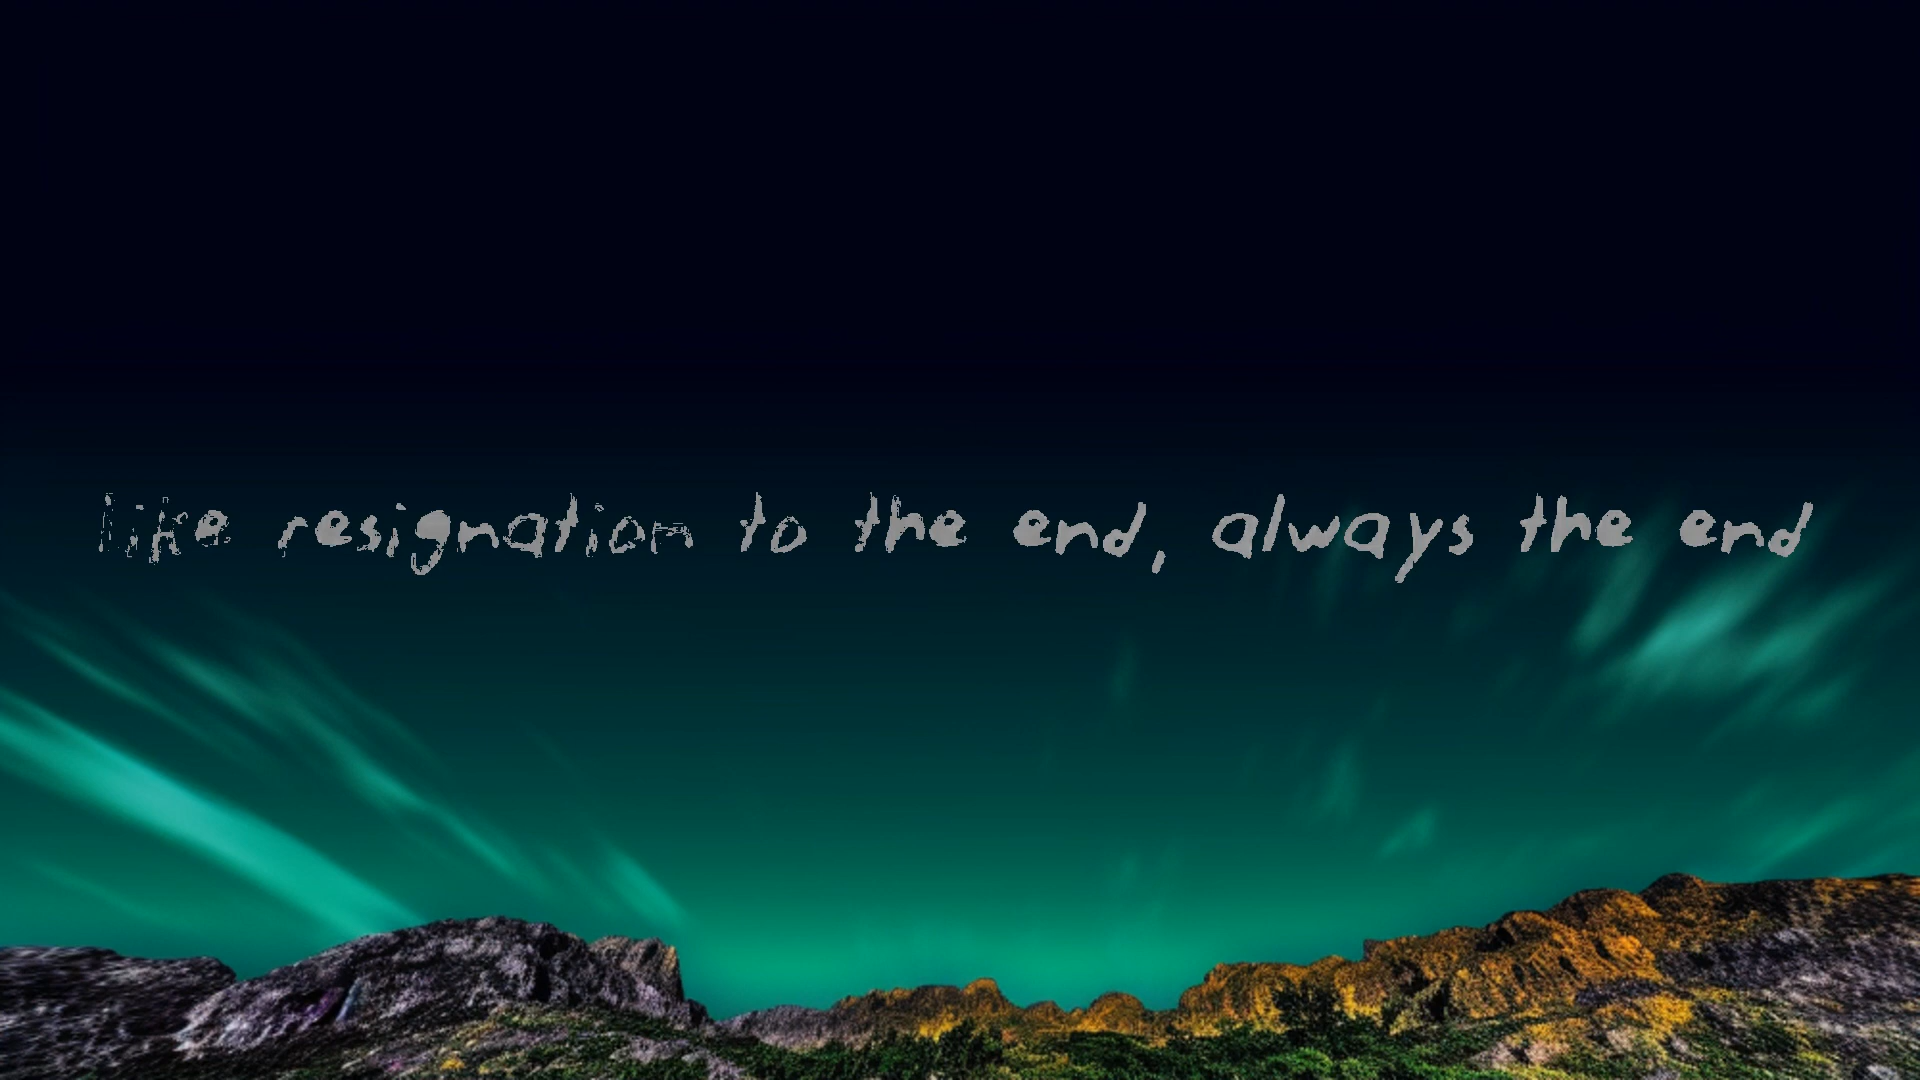 like resignation to the end, always the end